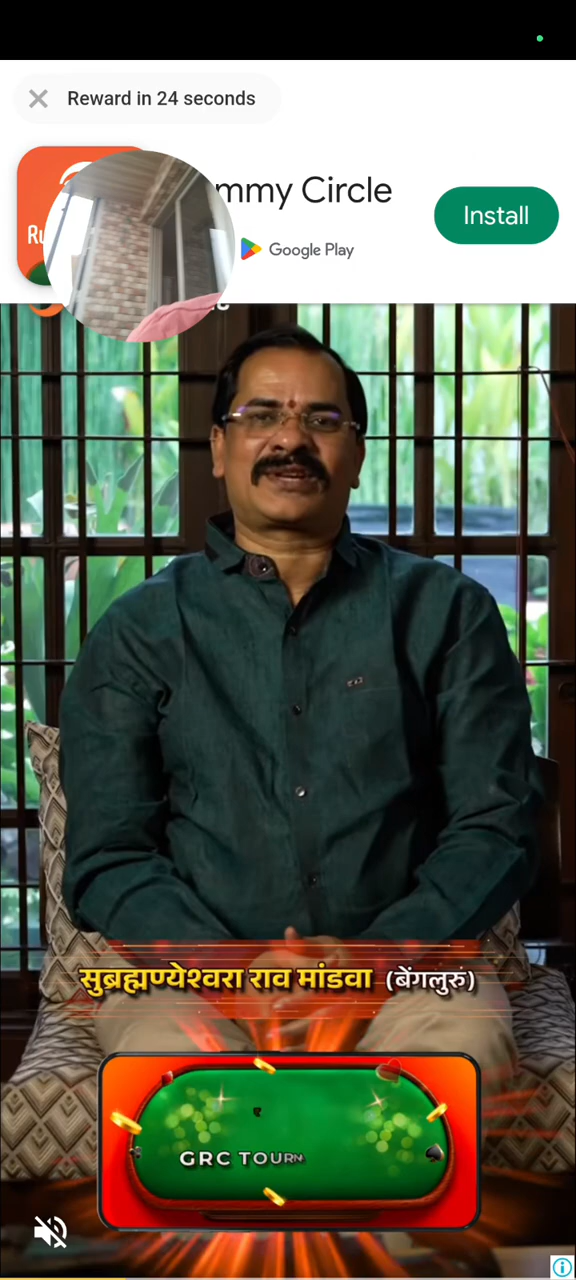 Reward in 24 seconds
mmy Circle
Install
Google Play
सुब्रह्मण्येश्वरा राव मांडवा (बेंगलुरु)
GRC TOURN